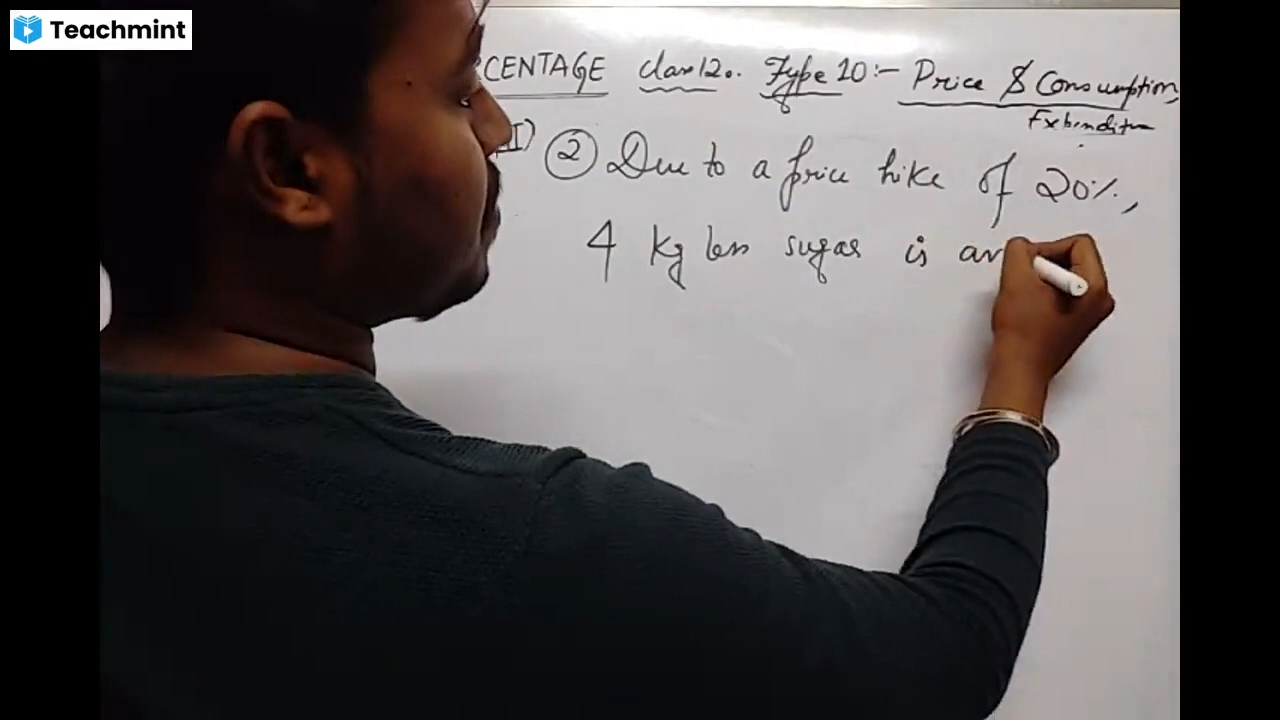 Teachmint
CENTAGE Class 12. Type 10:- Price & Consumption,
Expenditure
I) ② Due to a price hike of 20%,
4 kg less sugar is av